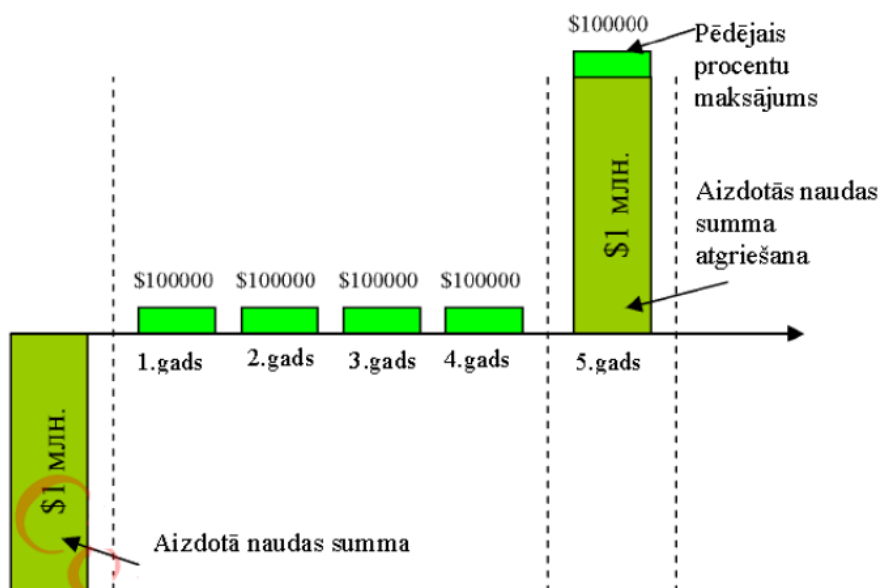 $100000
Pēdējais
procentu
maksājums
$1 млн.
Aizdotās naudas
summa
atgriešana
$100000 $100000 $100000 $100000
1.gads 2.gads 3.gads 4.gads 5.gads
$1 млн.
Aizdotā naudas summa